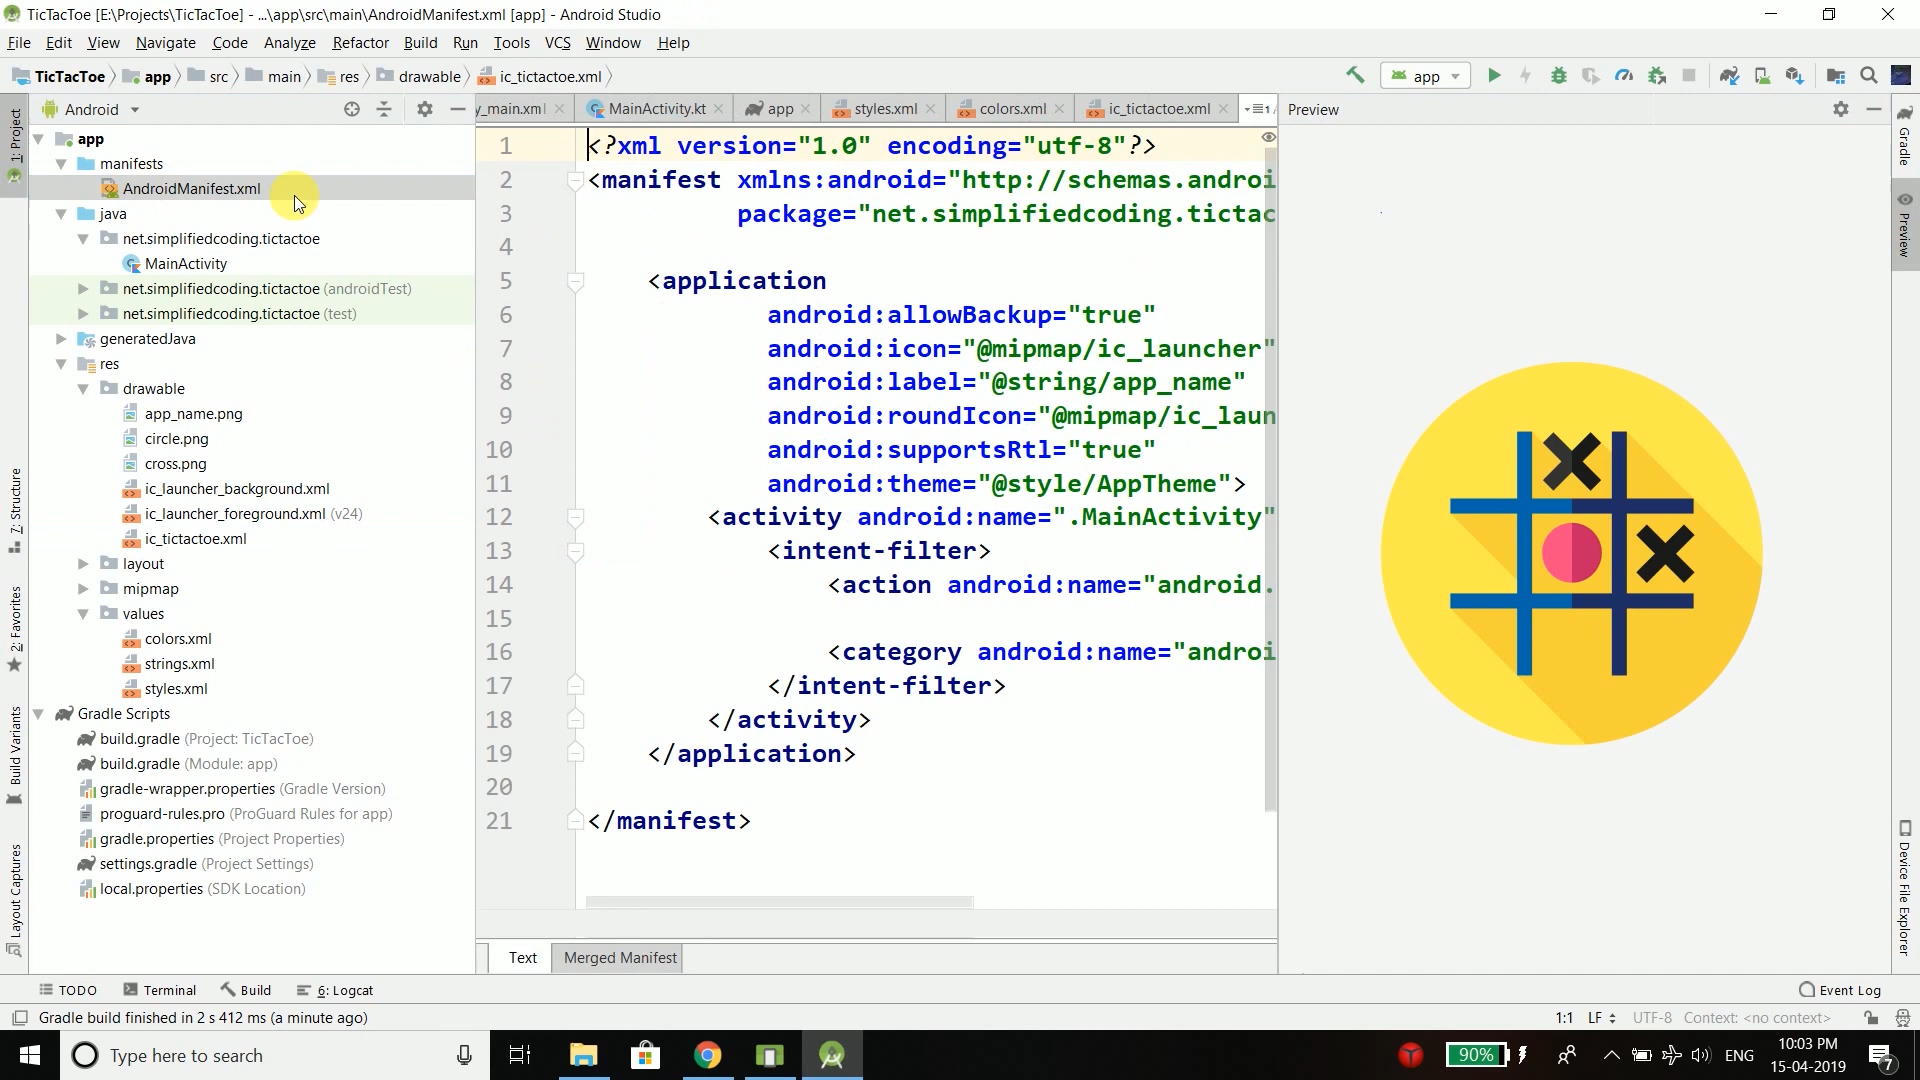 TicTacToe [E:\Projects\TicTacToe] - ...\app\src\main\AndroidManifest.xml [app] - Android Studio
File Edit View Navigate Code Analyze Refactor Build Run Tools VCS Window Help
TicTacToe app src main res drawable ic_tictactoe.xml
app
Android
y_main.xml MainActivity.kt app styles.xml colors.xml ic_tictactoe.xml
Preview
1: Project
7: Structure
2: Favorites
Build Variants
Layout Captures
app
manifests
AndroidManifest.xml
java
net.simplifiedcoding.tictactoe
MainActivity
net.simplifiedcoding.tictactoe (androidTest)
net.simplifiedcoding.tictactoe (test)
generatedJava
res
drawable
app_name.png
circle.png
cross.png
ic_launcher_background.xml
ic_launcher_foreground.xml (v24)
ic_tictactoe.xml
layout
mipmap
values
colors.xml
strings.xml
styles.xml
Gradle Scripts
build.gradle (Project: TicTacToe)
build.gradle (Module: app)
gradle-wrapper.properties (Gradle Version)
proguard-rules.pro (ProGuard Rules for app)
gradle.properties (Project Properties)
settings.gradle (Project Settings)
local.properties (SDK Location)
1 <?xml version="1.0" encoding="utf-8"?>
2 <manifest xmlns:android="http://schemas.androi
3 package="net.simplifiedcoding.tictac
4
5 <application
6 android:allowBackup="true"
7 android:icon="@mipmap/ic_launcher"
8 android:label="@string/app_name"
9 android:roundIcon="@mipmap/ic_laun
10 android:supportsRtl="true"
11 android:theme="@style/AppTheme">
12 <activity android:name=".MainActivity"
13 <intent-filter>
14 <action android:name="android.
15
16 <category android:name="androi
17 </intent-filter>
18 </activity>
19 </application>
20
21 </manifest>
Text Merged Manifest
Gradle
Preview
Device File Explorer
TODO Terminal Build 6: Logcat Event Log
Gradle build finished in 2 s 412 ms (a minute ago) 1:1 LF UTF-8 Context: <no context>
Type here to search 90% ENG 10:03 PM
15-04-2019
7